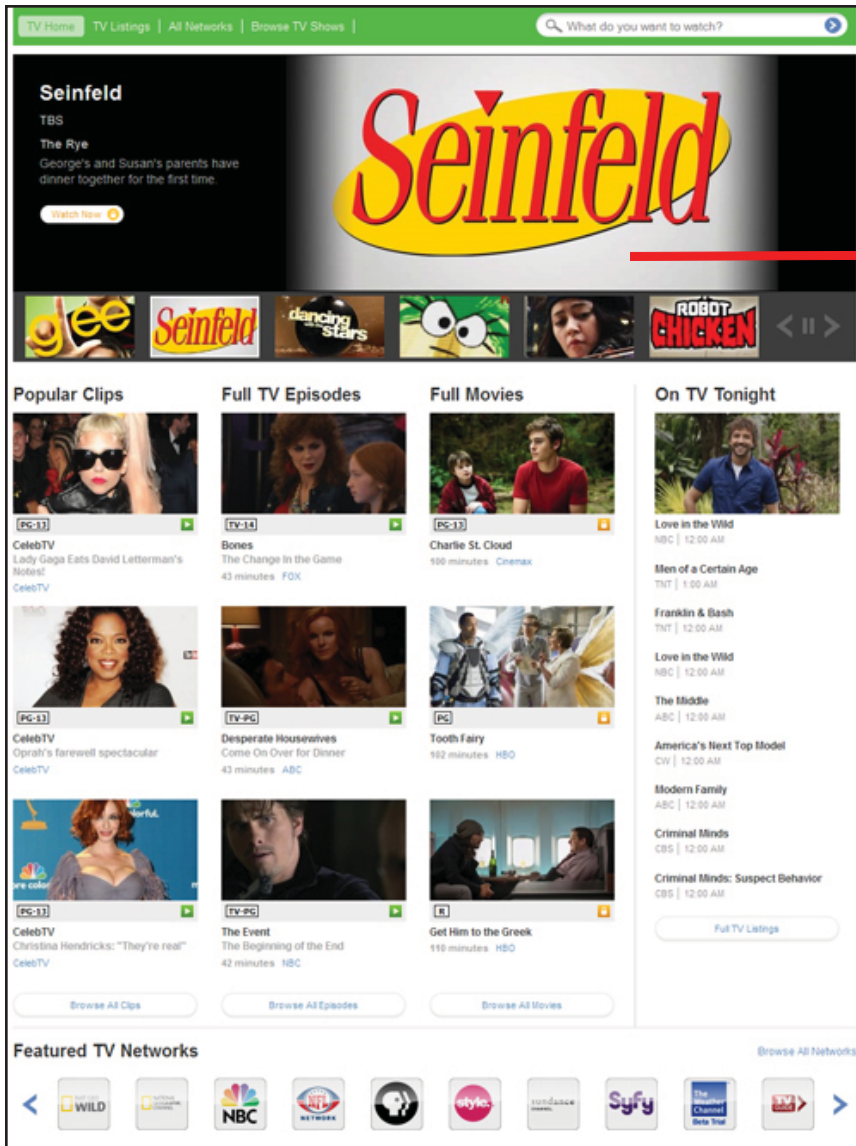 TV Home TV Listings | All Networks | Browse TV Shows |
What do you want to watch?
Seinfeld
TBS
The Rye
George's and Susan's parents have
dinner together for the first time.
Watch Now
Seinfeld
glee
Seinfeld
dancing
with the
stars
ROBOT
CHICKEN
Popular Clips
PG-13
CelebTV
Lady Gaga Eats David Letterman's
Notes!
CelebTV
PG-13
CelebTV
Oprah's farewell spectacular
CelebTV
PG-13
CelebTV
Christina Hendricks: "They're real"
CelebTV
Browse All Clips
Full TV Episodes
TV-14
Bones
The Change In the Game
43 minutes FOX
TV-PG
Desperate Housewives
Come On Over for Dinner
43 minutes ABC
TV-PG
The Event
The Beginning of the End
42 minutes NBC
Browse All Episodes
Full Movies
PG-13
Charlie St. Cloud
100 minutes Cinemax
PG
Tooth Fairy
102 minutes HBO
R
Get Him to the Greek
110 minutes HBO
Browse All Movies
On TV Tonight
Love in the Wild
NBC | 12:00 AM
Men of a Certain Age
TNT | 1:00 AM
Franklin & Bash
TNT | 12:00 AM
Love in the Wild
NBC | 12:00 AM
The Middle
ABC | 12:00 AM
America's Next Top Model
CW | 12:00 AM
Modern Family
ABC | 12:00 AM
Criminal Minds
CBS | 12:00 AM
Criminal Minds: Suspect Behavior
CBS | 12:00 AM
Full TV Listings
Featured TV Networks
Browse All Networks
WILD
NBC
NFL
NETWORK
style.
sundance
CHANNEL
Syfy
The
Weather
Channel
Beta Trial
TV
GUIDE